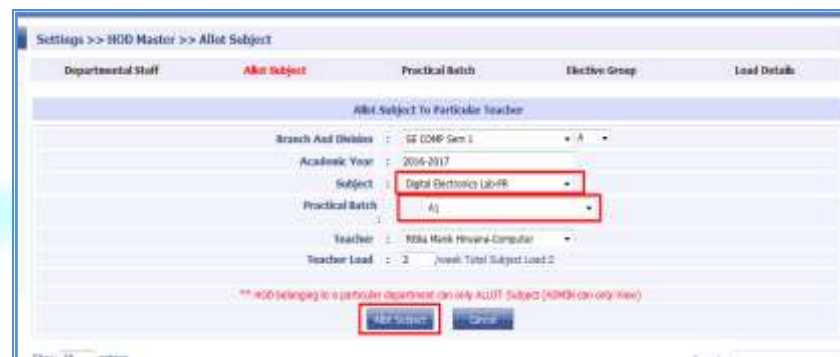 Settings >> HOD Master >> Allot Subject
Departmental Staff Allot Subject Practical Batch Elective Group Load Details
Allot Subject To Particular Teacher
Branch And Division : SE COMP Sem 1 A
Academic Year : 2016-2017
Subject : Digital Electronics Lab-PR
Practical Batch : A1
Teacher : Manik -Computer
Teacher Load : 2 /week Total Subject Load:2
** HOD belonging to a particular department can only ALLOT Subject (ADMIN can only View)
Allot Subject Cancel